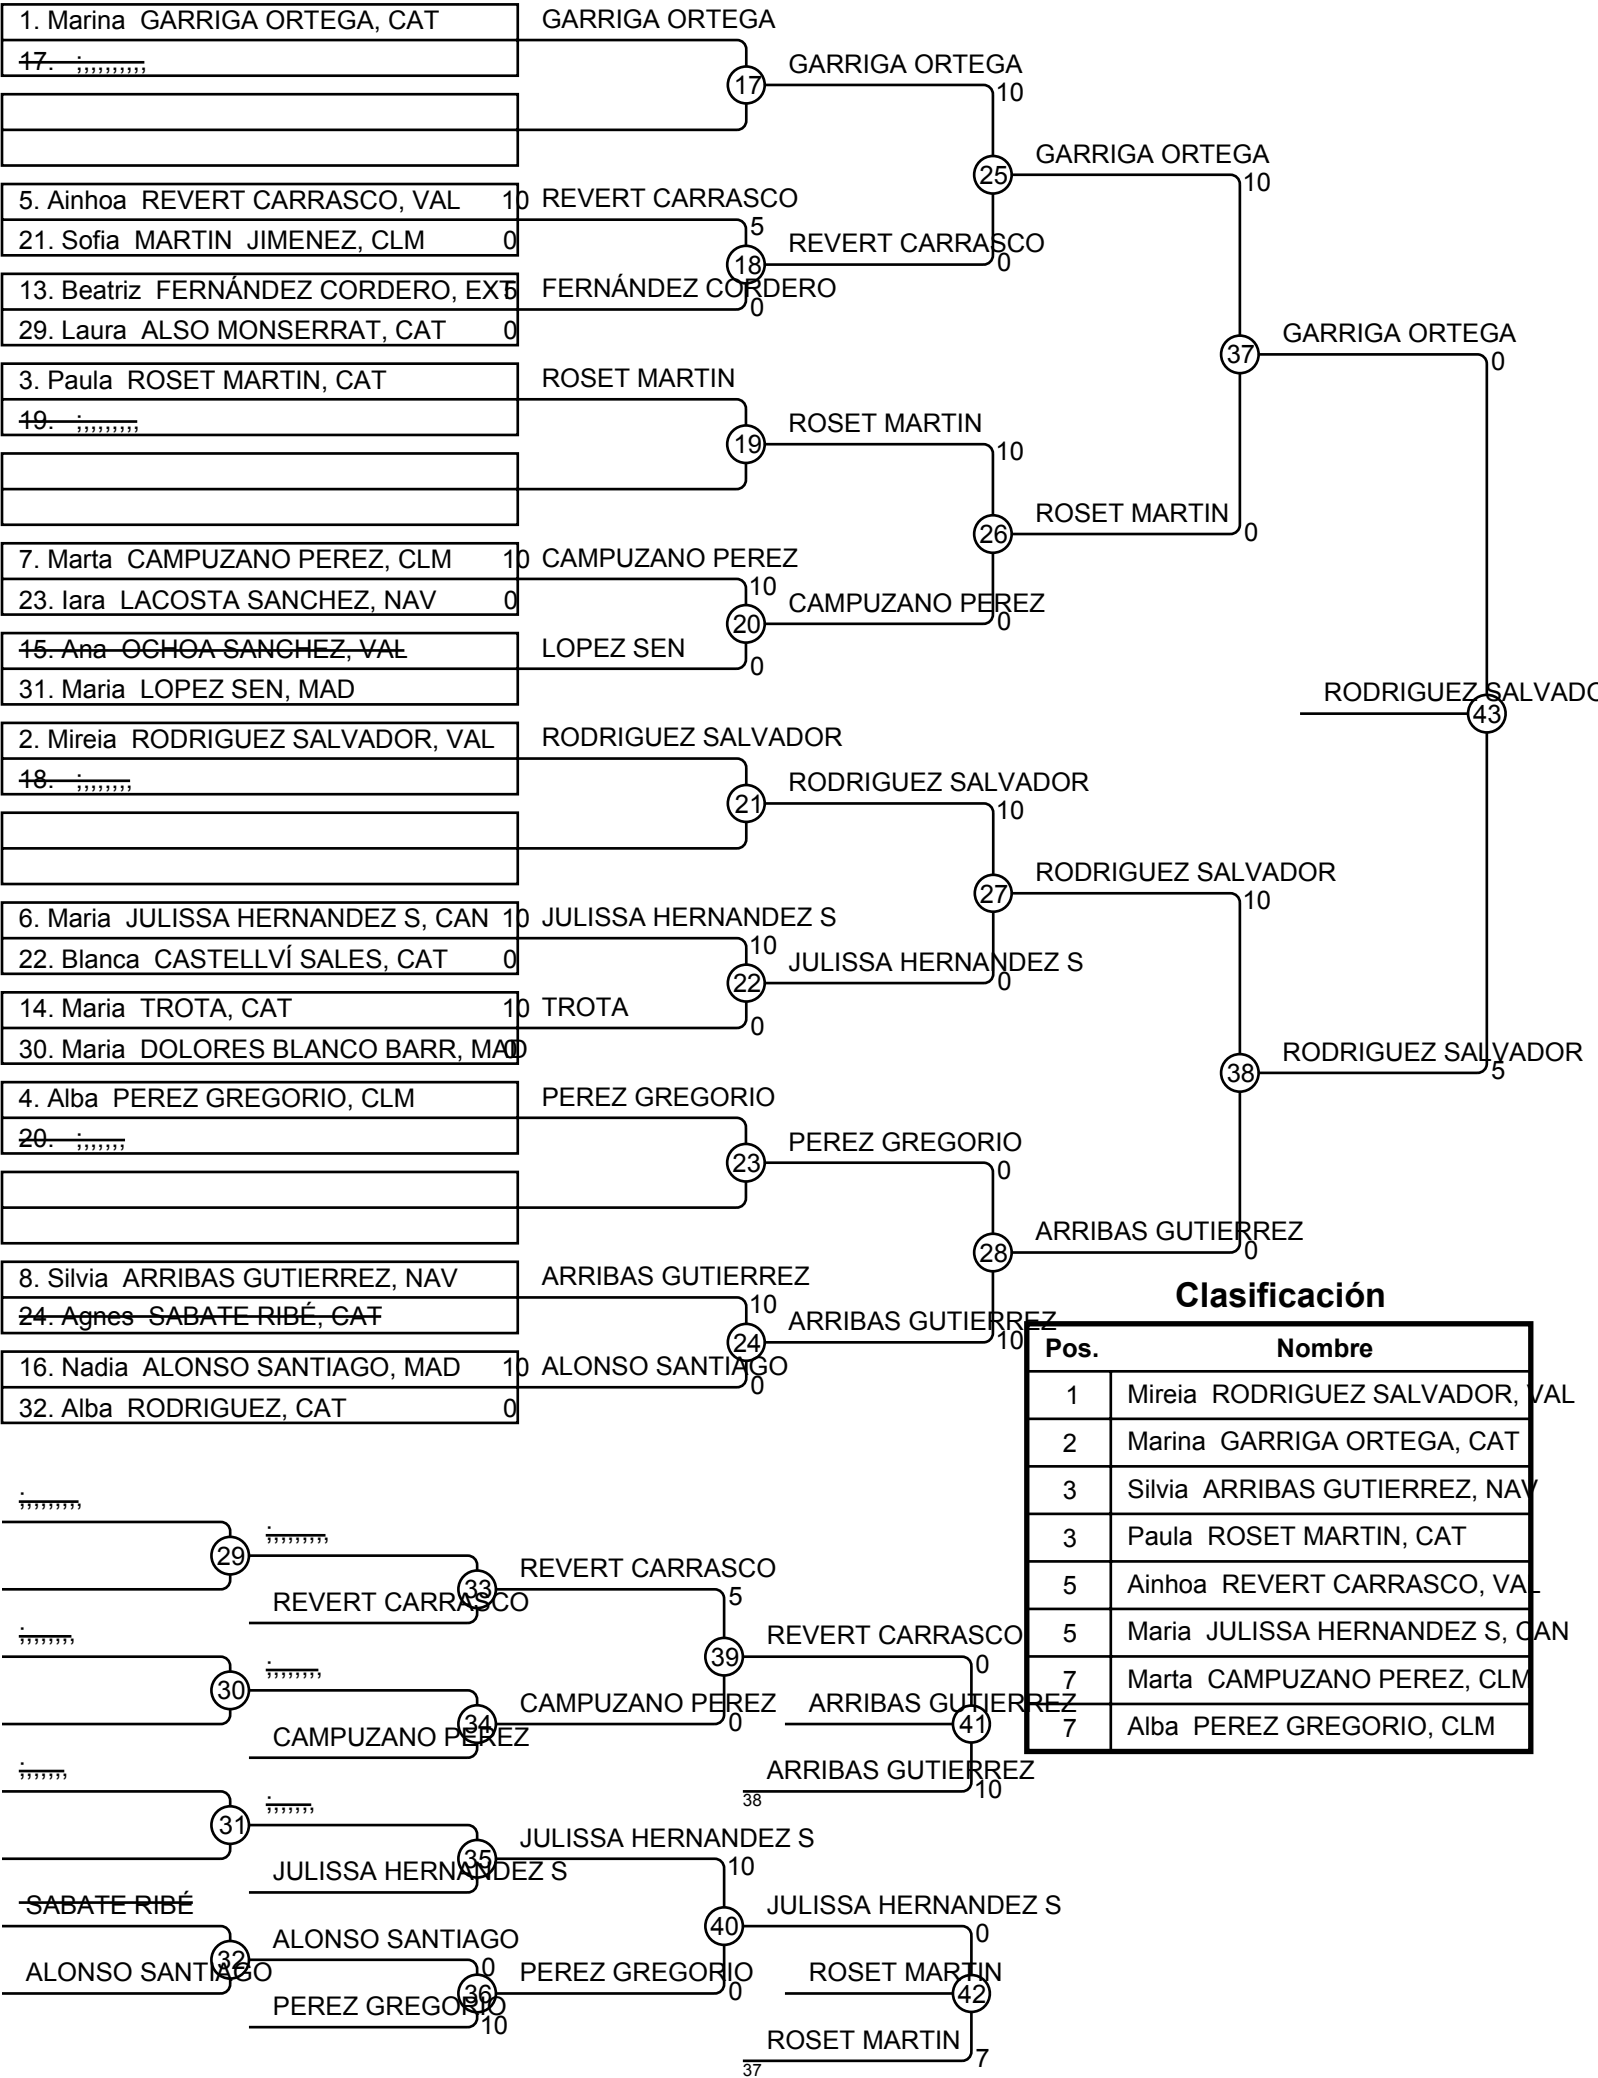 1. Marina GARRIGA ORTEGA, CAT
17. ;,,,,,,,,,
5. Ainhoa REVERT CARRASCO, VAL 10
21. Sofia MARTIN JIMENEZ, CLM 0
13. Beatriz FERNÁNDEZ CORDERO, EXT 5
29. Laura ALSO MONSERRAT, CAT 0
3. Paula ROSET MARTIN, CAT
19. ;,,,,,,,,
7. Marta CAMPUZANO PEREZ, CLM 10
23. Iara LACOSTA SANCHEZ, NAV 0
15. Ana OCHOA SANCHEZ, VAL
31. Maria LOPEZ SEN, MAD
2. Mireia RODRIGUEZ SALVADOR, VAL
18. ;,,,,,,,
6. Maria JULISSA HERNANDEZ S, CAN 10
22. Blanca CASTELLVÍ SALES, CAT 0
14. Maria TROTA, CAT 10
30. Maria DOLORES BLANCO BARR, MAD 0
4. Alba PEREZ GREGORIO, CLM
20. ;,,,,,,
8. Silvia ARRIBAS GUTIERREZ, NAV
24. Agnes SABATE RIBÉ, CAT
16. Nadia ALONSO SANTIAGO, MAD 10
32. Alba RODRIGUEZ, CAT 0
GARRIGA ORTEGA
17
REVERT CARRASCO
5
18
FERNÁNDEZ CORDERO
0
ROSET MARTIN
19
CAMPUZANO PEREZ
10
20
LOPEZ SEN
0
RODRIGUEZ SALVADOR
21
JULISSA HERNANDEZ S
10
22
TROTA
0
PEREZ GREGORIO
23
ARRIBAS GUTIERREZ
10
24
ALONSO SANTIAGO
0
GARRIGA ORTEGA
10
25
REVERT CARRASCO
0
ROSET MARTIN
10
26
CAMPUZANO PEREZ
0
RODRIGUEZ SALVADOR
10
27
JULISSA HERNANDEZ S
0
PEREZ GREGORIO
0
28
ARRIBAS GUTIERREZ
10
GARRIGA ORTEGA
10
37
ROSET MARTIN
0
RODRIGUEZ SALVADOR
10
38
ARRIBAS GUTIERREZ
0
GARRIGA ORTEGA
0
RODRIGUEZ SALVADO
43
RODRIGUEZ SALVADOR
5
Clasificación
Pos. Nombre
1 Mireia RODRIGUEZ SALVADOR, VAL
2 Marina GARRIGA ORTEGA, CAT
3 Silvia ARRIBAS GUTIERREZ, NAV
3 Paula ROSET MARTIN, CAT
5 Ainhoa REVERT CARRASCO, VAL
5 Maria JULISSA HERNANDEZ S, CAN
7 Marta CAMPUZANO PEREZ, CLM
7 Alba PEREZ GREGORIO, CLM
;,,,,,,,,,
29
;,,,,,,,,
30
;,,,,,,,
31
SABATE RIBÉ
32
ALONSO SANTIAGO
;,,,,,,,,,
33
REVERT CARRASCO
;,,,,,,,,
34
CAMPUZANO PEREZ
;,,,,,,,
35
JULISSA HERNANDEZ S
ALONSO SANTIAGO
0
36
PEREZ GREGORIO
10
REVERT CARRASCO
5
39
CAMPUZANO PEREZ
0
JULISSA HERNANDEZ S
10
40
PEREZ GREGORIO
0
REVERT CARRASCO
0
ARRIBAS GUTIERREZ
41
ARRIBAS GUTIERREZ
38
10
JULISSA HERNANDEZ S
0
ROSET MARTIN
42
ROSET MARTIN
37
7